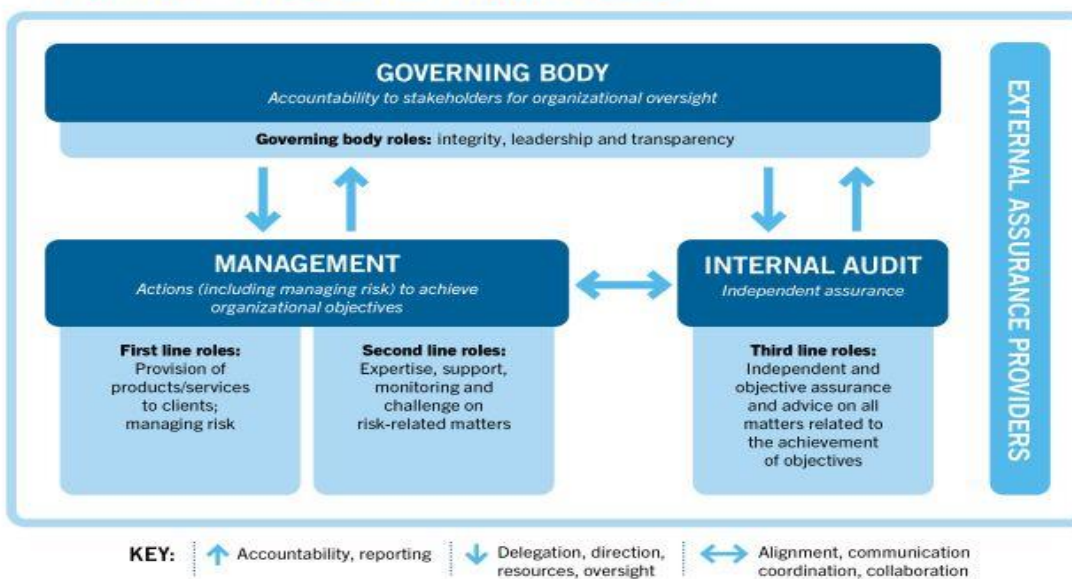 GOVERNING BODY
Accountability to stakeholders for organizational oversight
Governing body roles: integrity, leadership and transparency
MANAGEMENT
Actions (including managing risk) to achieve
organizational objectives
First line roles:
Provision of
products/services
to clients;
managing risk
Second line roles:
Expertise, support,
monitoring and
challenge on
risk-related matters
INTERNAL AUDIT
Independent assurance
Third line roles:
Independent and
objective assurance
and advice on all
matters related to
the achievement
of objectives
EXTERNAL ASSURANCE PROVIDERS
KEY:
Accountability, reporting
Delegation, direction,
resources, oversight
Alignment, communication
coordination, collaboration